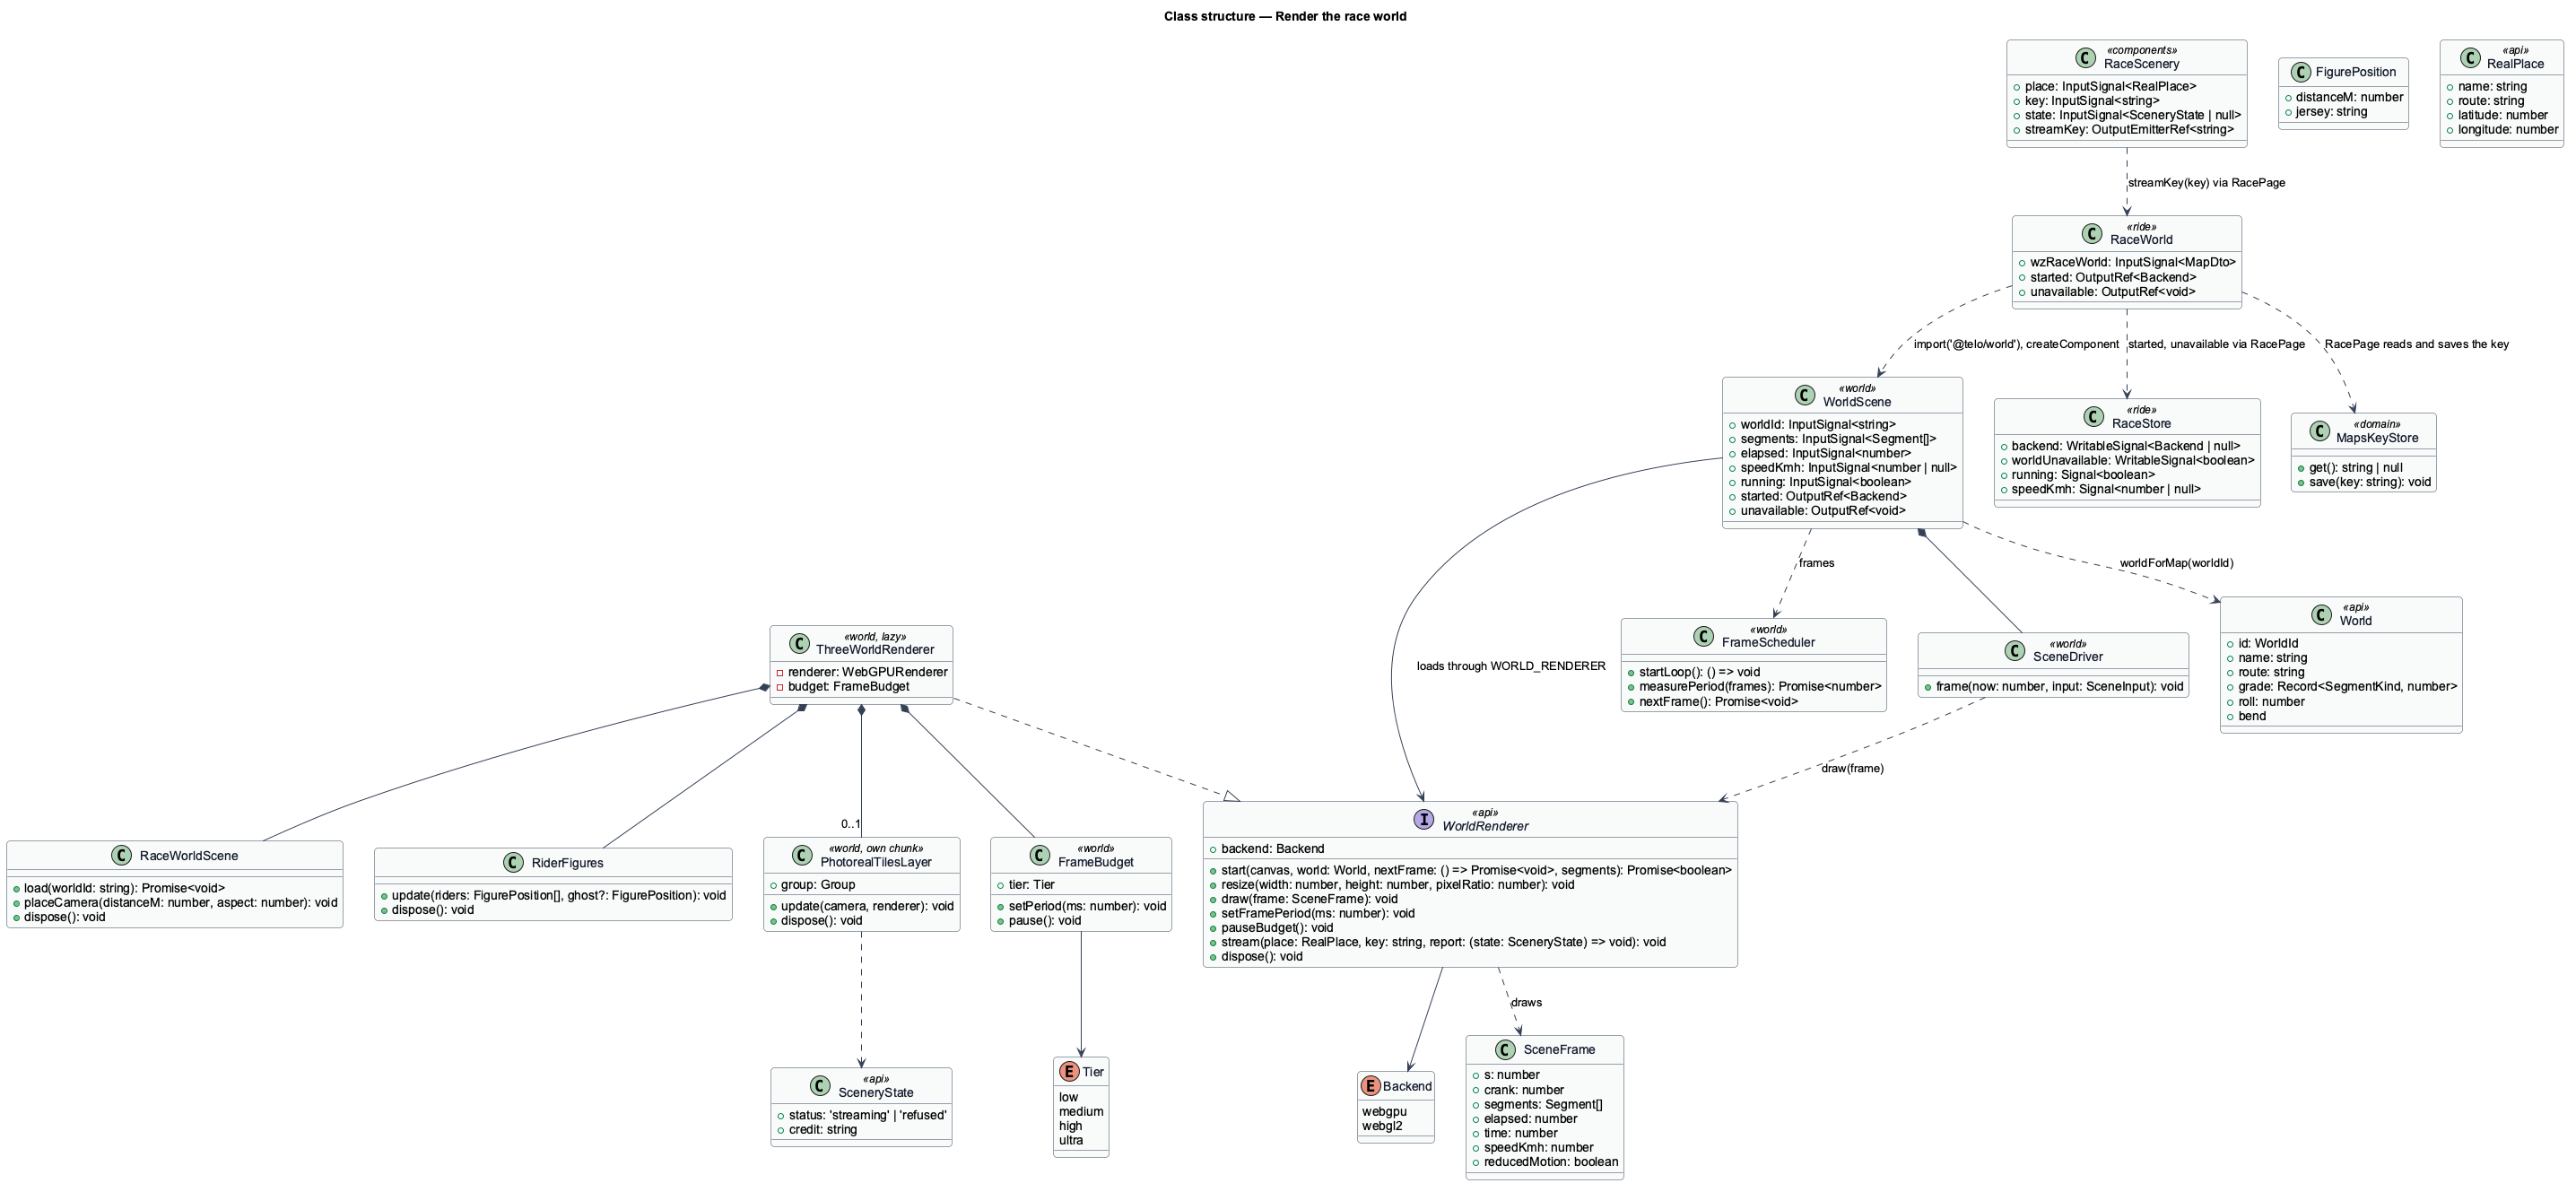 Class structure — Render the race world
«components»
RaceScenery
place: InputSignal<RealPlace>
key: InputSignal<string>
state: InputSignal<SceneryState | null>
streamKey: OutputEmitterRef<string>
FigurePosition
distanceM: number
jersey: string
«api»
RealPlace
name: string
route: string
latitude: number
longitude: number
streamKey(key) via RacePage
«ride»
RaceWorld
wzRaceWorld: InputSignal<MapDto>
started: OutputRef<Backend>
unavailable: OutputRef<void>
import('@telo/world'), createComponent
started, unavailable via RacePage
RacePage reads and saves the key
«world»
WorldScene
worldId: InputSignal<string>
segments: InputSignal<Segment[]>
elapsed: InputSignal<number>
speedKmh: InputSignal<number | null>
running: InputSignal<boolean>
started: OutputRef<Backend>
unavailable: OutputRef<void>
«ride»
RaceStore
backend: WritableSignal<Backend | null>
worldUnavailable: WritableSignal<boolean>
running: Signal<boolean>
speedKmh: Signal<number | null>
«domain»
MapsKeyStore
get(): string | null
save(key: string): void
frames
worldForMap(worldId)
loads through WORLD_RENDERER
«world, lazy»
ThreeWorldRenderer
renderer: WebGPURenderer
budget: FrameBudget
«world»
FrameScheduler
startLoop(): () => void
measurePeriod(frames): Promise<number>
nextFrame(): Promise<void>
«world»
SceneDriver
frame(now: number, input: SceneInput): void
«api»
World
id: WorldId
name: string
route: string
grade: Record<SegmentKind, number>
roll: number
bend
draw(frame)
0..1
RaceWorldScene
load(worldId: string): Promise<void>
placeCamera(distanceM: number, aspect: number): void
dispose(): void
RiderFigures
update(riders: FigurePosition[], ghost?: FigurePosition): void
dispose(): void
«world, own chunk»
PhotorealTilesLayer
group: Group
update(camera, renderer): void
dispose(): void
«world»
FrameBudget
tier: Tier
setPeriod(ms: number): void
pause(): void
«api»
WorldRenderer
backend: Backend
start(canvas, world: World, nextFrame: () => Promise<void>, segments): Promise<boolean>
resize(width: number, height: number, pixelRatio: number): void
draw(frame: SceneFrame): void
setFramePeriod(ms: number): void
pauseBudget(): void
stream(place: RealPlace, key: string, report: (state: SceneryState) => void): void
dispose(): void
draws
«api»
SceneryState
status: 'streaming' | 'refused'
credit: string
Tier
low
medium
high
ultra
Backend
webgpu
webgl2
SceneFrame
s: number
crank: number
segments: Segment[]
elapsed: number
time: number
speedKmh: number
reducedMotion: boolean